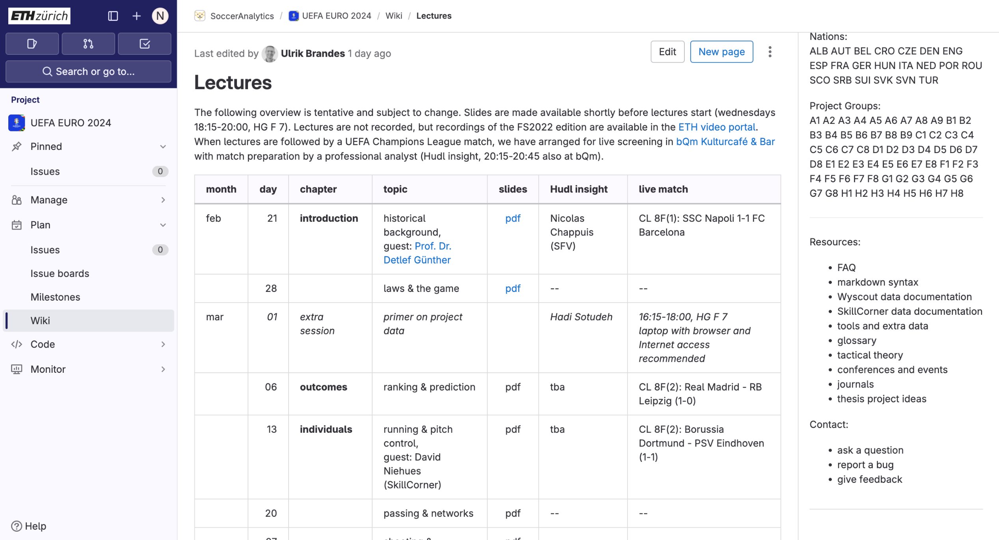 ETH zürich
N
Search or go to...
Project
UEFA EURO 2024
Pinned
Issues 0
Manage
Plan
Issues 0
Issue boards
Milestones
Wiki
Code
Monitor
Help
SoccerAnalytics / UEFA EURO 2024 / Wiki / Lectures
Last edited by Ulrik Brandes 1 day ago
Edit
New page
Lectures
The following overview is tentative and subject to change. Slides are made available shortly before lectures start (wednesdays
18:15-20:00, HG F 7). Lectures are not recorded, but recordings of the FS2022 edition are available in the ETH video portal.
When lectures are followed by a UEFA Champions League match, we have arranged for live screening in bQm Kulturcafé & Bar
with match preparation by a professional analyst (Hudl insight, 20:15-20:45 also at bQm).
month day chapter topic slides Hudl insight live match
feb 21 introduction historical pdf Nicolas CL 8F(1): SSC Napoli 1-1 FC
background, Chappuis Barcelona
guest: Prof. Dr. (SFV)
Detlef Günther
28 laws & the game pdf -- --
mar 01 extra primer on project Hadi Sotudeh 16:15-18:00, HG F 7
session data laptop with browser and
Internet access
recommended
06 outcomes ranking & prediction pdf tba CL 8F(2): Real Madrid - RB
Leipzig (1-0)
13 individuals running & pitch pdf tba CL 8F(2): Borussia
control, Dortmund - PSV Eindhoven
guest: David (1-1)
Niehues
(SkillCorner)
20 passing & networks pdf -- --
Nations:
ALB AUT BEL CRO CZE DEN ENG
ESP FRA GER HUN ITA NED POR ROU
SCO SRB SUI SVK SVN TUR
Project Groups:
A1 A2 A3 A4 A5 A6 A7 A8 A9 B1 B2
B3 B4 B5 B6 B7 B8 B9 C1 C2 C3 C4
C5 C6 C7 C8 D1 D2 D3 D4 D5 D6 D7
D8 E1 E2 E3 E4 E5 E6 E7 E8 F1 F2 F3
F4 F5 F6 F7 F8 G1 G2 G3 G4 G5 G6
G7 G8 H1 H2 H3 H4 H5 H6 H7 H8
Resources:
FAQ
markdown syntax
Wyscout data documentation
SkillCorner data documentation
tools and extra data
glossary
tactical theory
conferences and events
journals
thesis project ideas
Contact:
ask a question
report a bug
give feedback